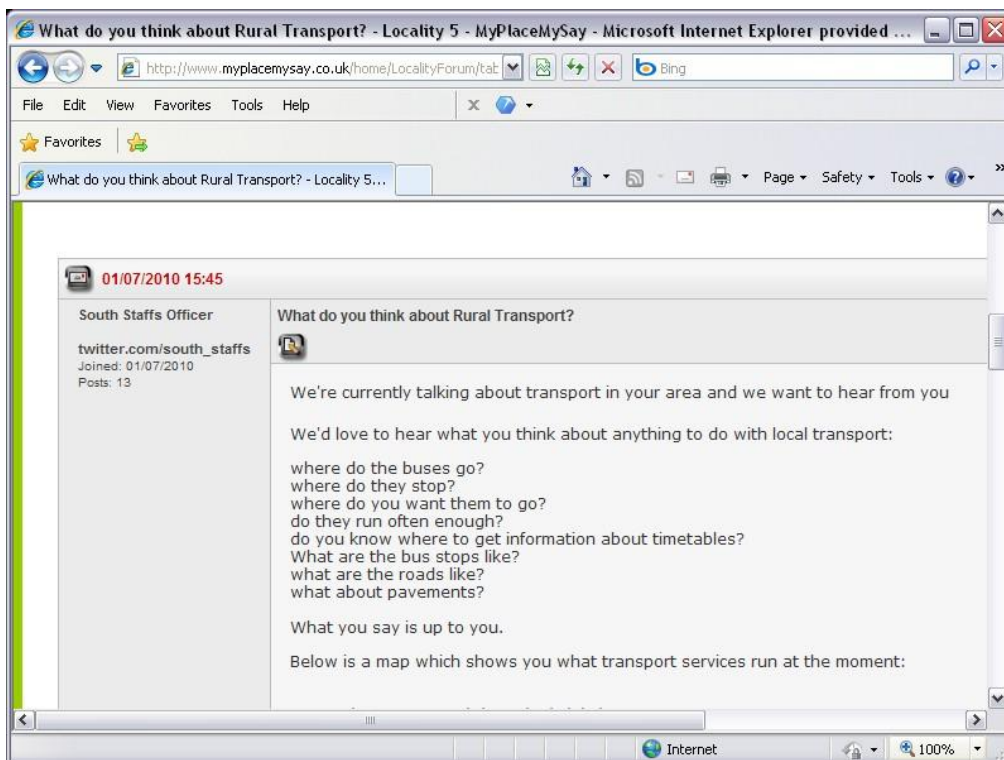 What do you think about Rural Transport? - Locality 5 - MyPlaceMySay - Microsoft Internet Explorer provided ...
http://www.myplacemysay.co.uk/home/LocalityForum/tab
Bing
File Edit View Favorites Tools Help
Favorites
What do you think about Rural Transport? - Locality 5...
Page Safety Tools
01/07/2010 15:45
South Staffs Officer
What do you think about Rural Transport?
twitter.com/south_staffs
Joined: 01/07/2010
Posts: 13
We're currently talking about transport in your area and we want to hear from you
We'd love to hear what you think about anything to do with local transport:
where do the buses go?
where do they stop?
where do you want them to go?
do they run often enough?
do you know where to get information about timetables?
What are the bus stops like?
what are the roads like?
what about pavements?
What you say is up to you.
Below is a map which shows you what transport services run at the moment:
Internet
100%